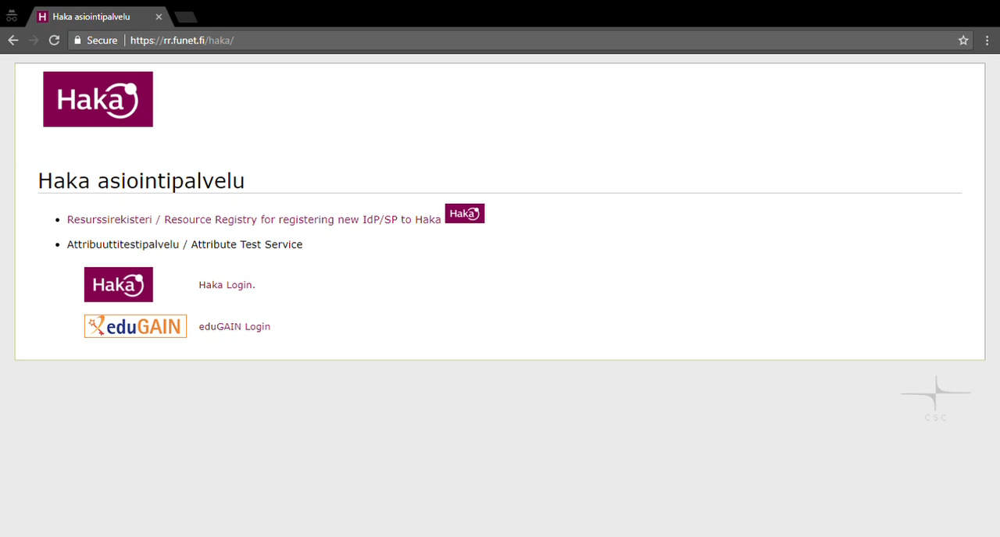 Haka asiointipalvelu
Secure https://rr.funet.fi/haka/
Haka
Haka asiointipalvelu
Resurssirekisteri / Resource Registry for registering new IdP/SP to Haka Haka
Attribuuttitestipalvelu / Attribute Test Service
Haka Haka Login.
eduGAIN eduGAIN Login
CSC